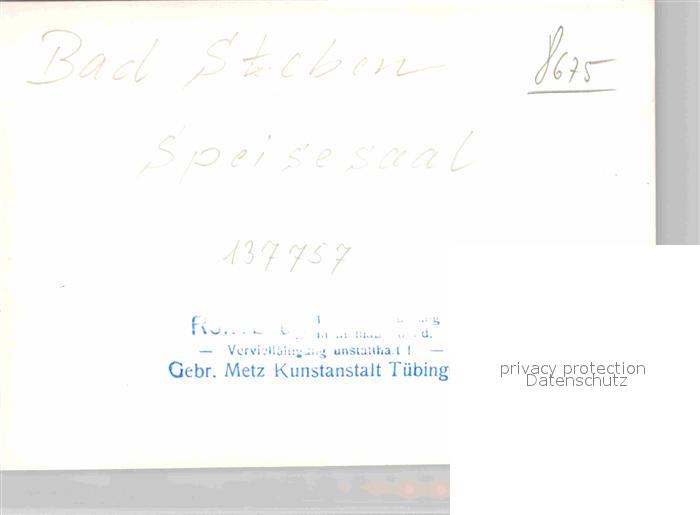 Bad Steben
8675
Speisesaal
137757
— Vervielfältigung unstatthaft! —
Gebr. Metz Kunstanstalt Tübing
privacy protection
Datenschutz